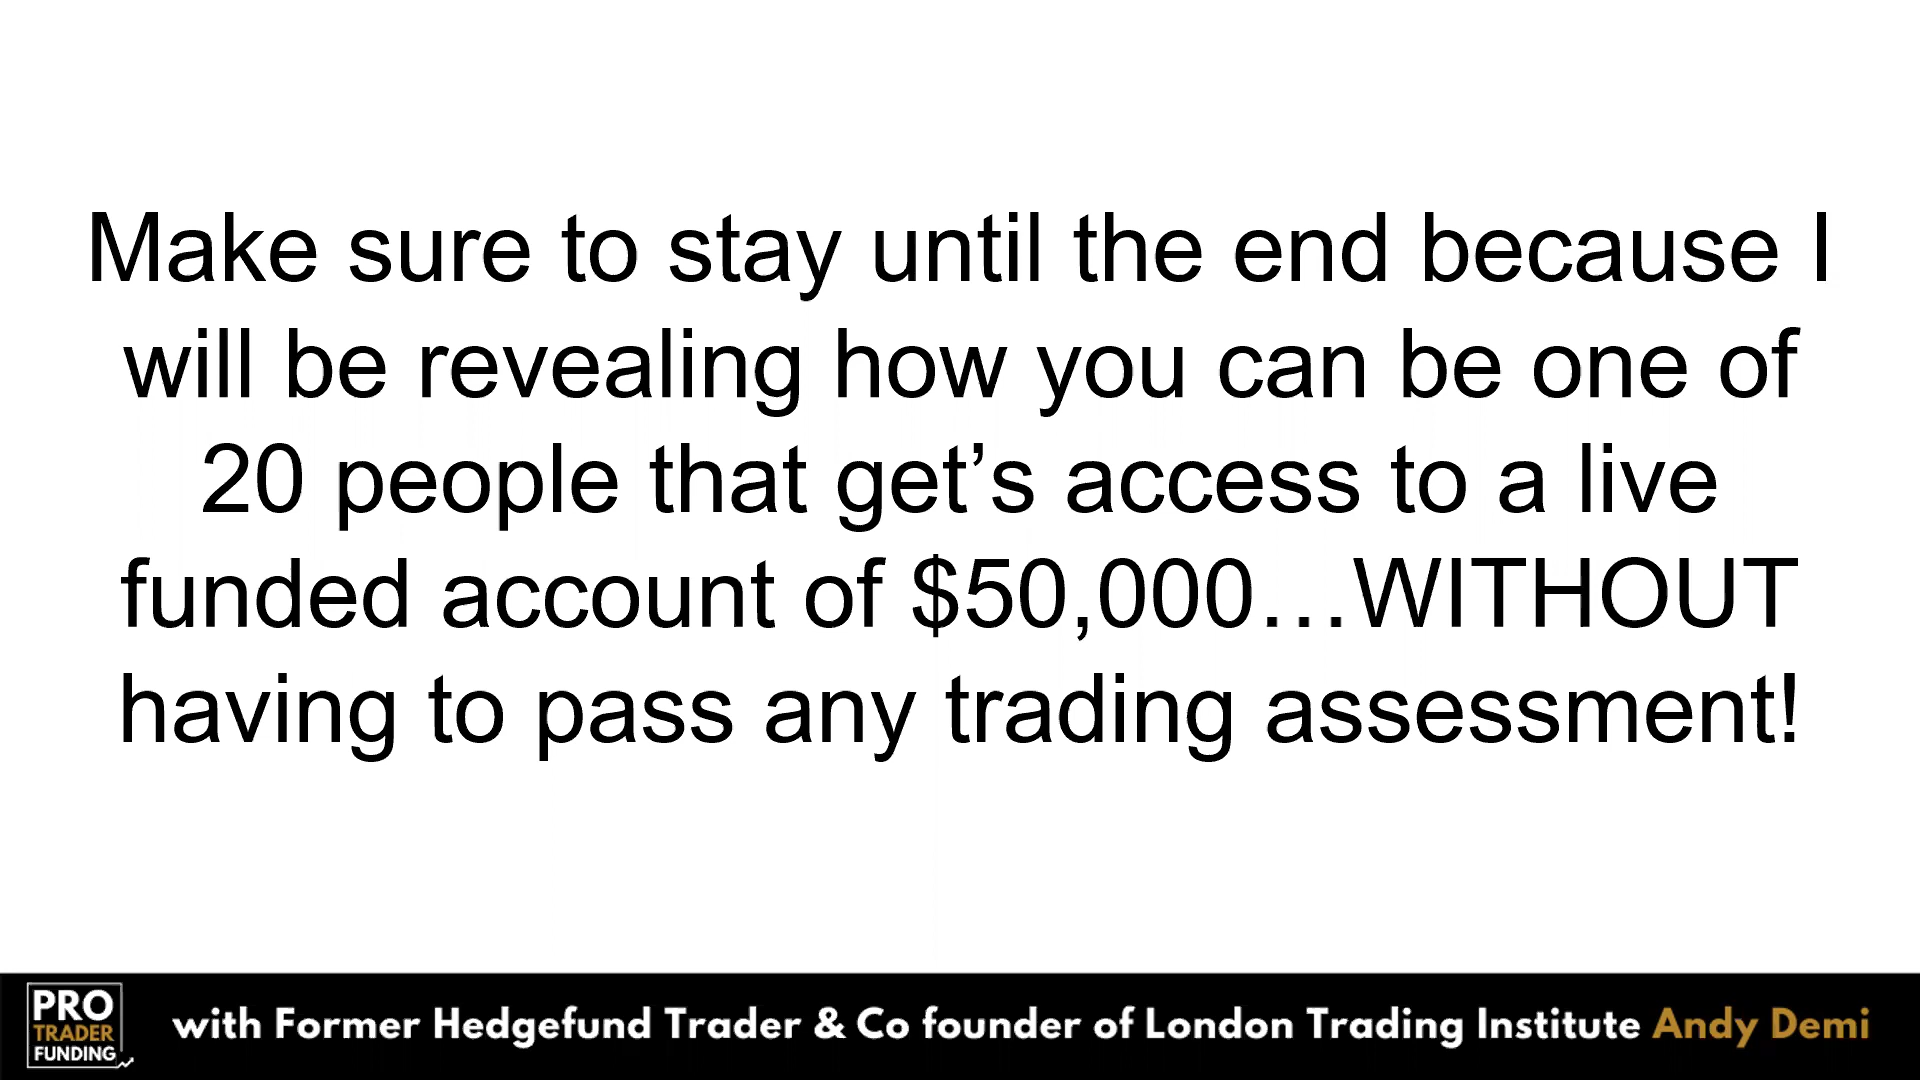 Make sure to stay until the end because I
will be revealing how you can be one of
20 people that get’s access to a live
funded account of $50,000…WITHOUT
having to pass any trading assessment!
PRO
TRADER
FUNDING
with Former Hedgefund Trader & Co founder of London Trading Institute Andy Demi